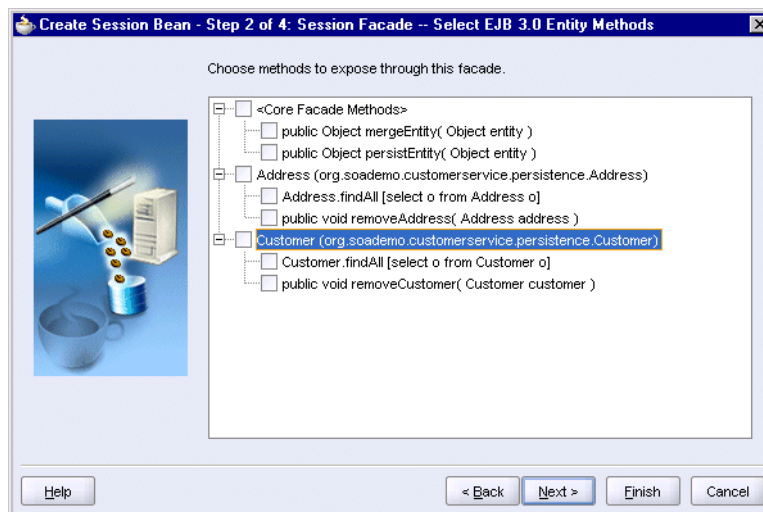 Create Session Bean - Step 2 of 4: Session Facade -- Select EJB 3.0 Entity Methods
Choose methods to expose through this facade.
<Core Facade Methods>
public Object mergeEntity( Object entity )
public Object persistEntity( Object entity )
Address (org.soademo.customerservice.persistence.Address)
Address.findAll [select o from Address o]
public void removeAddress( Address address )
Customer (org.soademo.customerservice.persistence.Customer)
Customer.findAll [select o from Customer o]
public void removeCustomer( Customer customer )
Help < Back Next > Finish Cancel